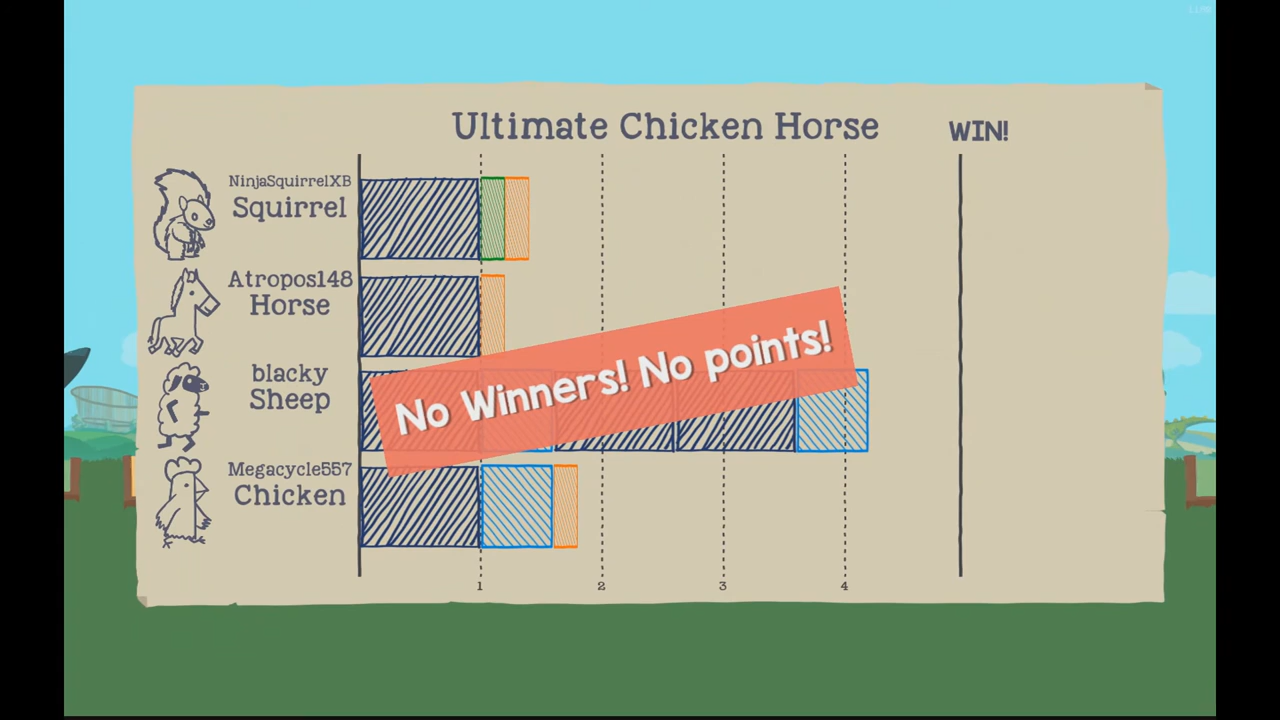 Ultimate Chicken Horse
WIN!
NinjaSquirrelXB
Squirrel
Atropos148
Horse
blacky
Sheep
No Winners! No points!
Megacycle557
Chicken
1 2 3 4